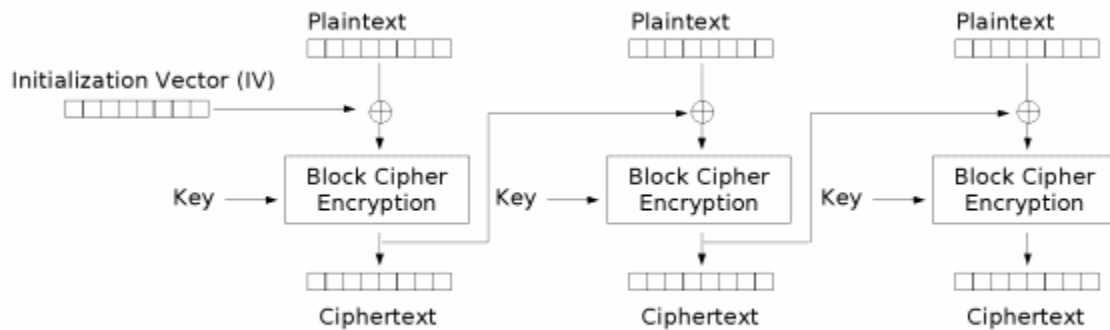 Plaintext
Plaintext
Plaintext
Initialization Vector (IV)
Key
Block Cipher
Encryption
Key
Block Cipher
Encryption
Key
Block Cipher
Encryption
Ciphertext
Ciphertext
Ciphertext